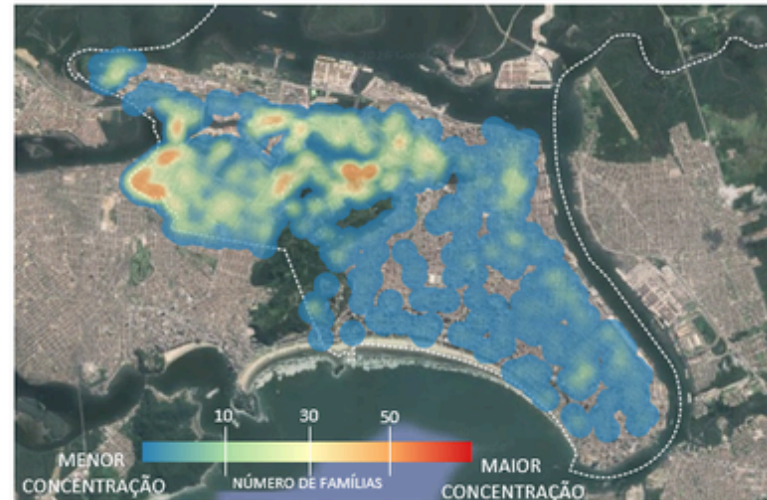 10
30
50
MENOR
CONCENTRAÇÃO
NÚMERO DE FAMÍLIAS
MAIOR
CONCENTRAÇÃO